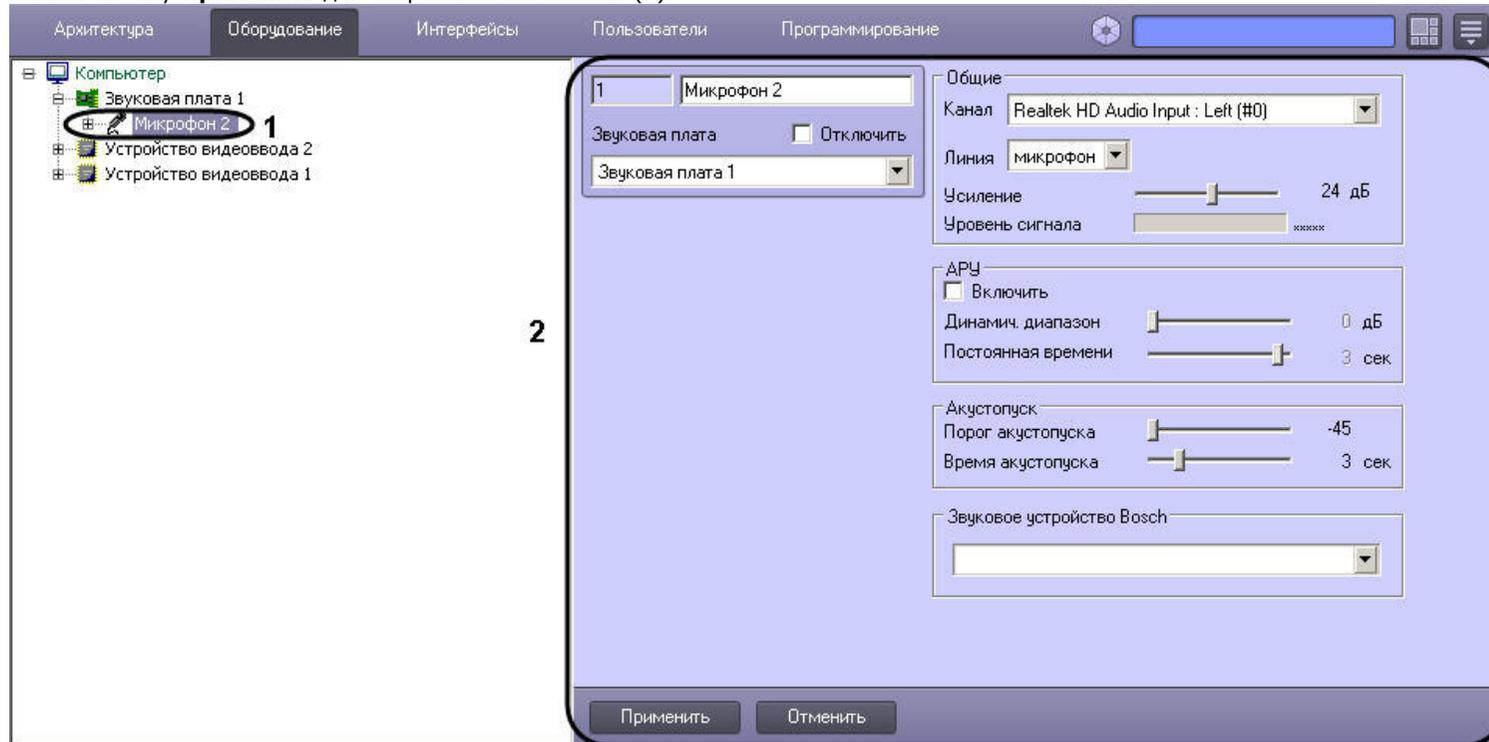 Архитектура Оборудование Интерфейсы Пользователи Программирование
Компьютер
Звуковая плата 1
Микрофон 2 1
Устройство видеоввода 2
Устройство видеоввода 1
2
1 Микрофон 2
Звуковая плата Отключить
Звуковая плата 1
Общие
Канал Realtek HD Audio Input : Left (#0)
Линия микрофон
Усиление 24 дБ
Уровень сигнала xxxxx
АРУ
Включить
Динамич. диапазон 0 дБ
Постоянная времени 3 сек
Акустопуск
Порог акустопуска -45
Время акустопуска 3 сек
Звуковое устройство Bosch
Применить Отменить